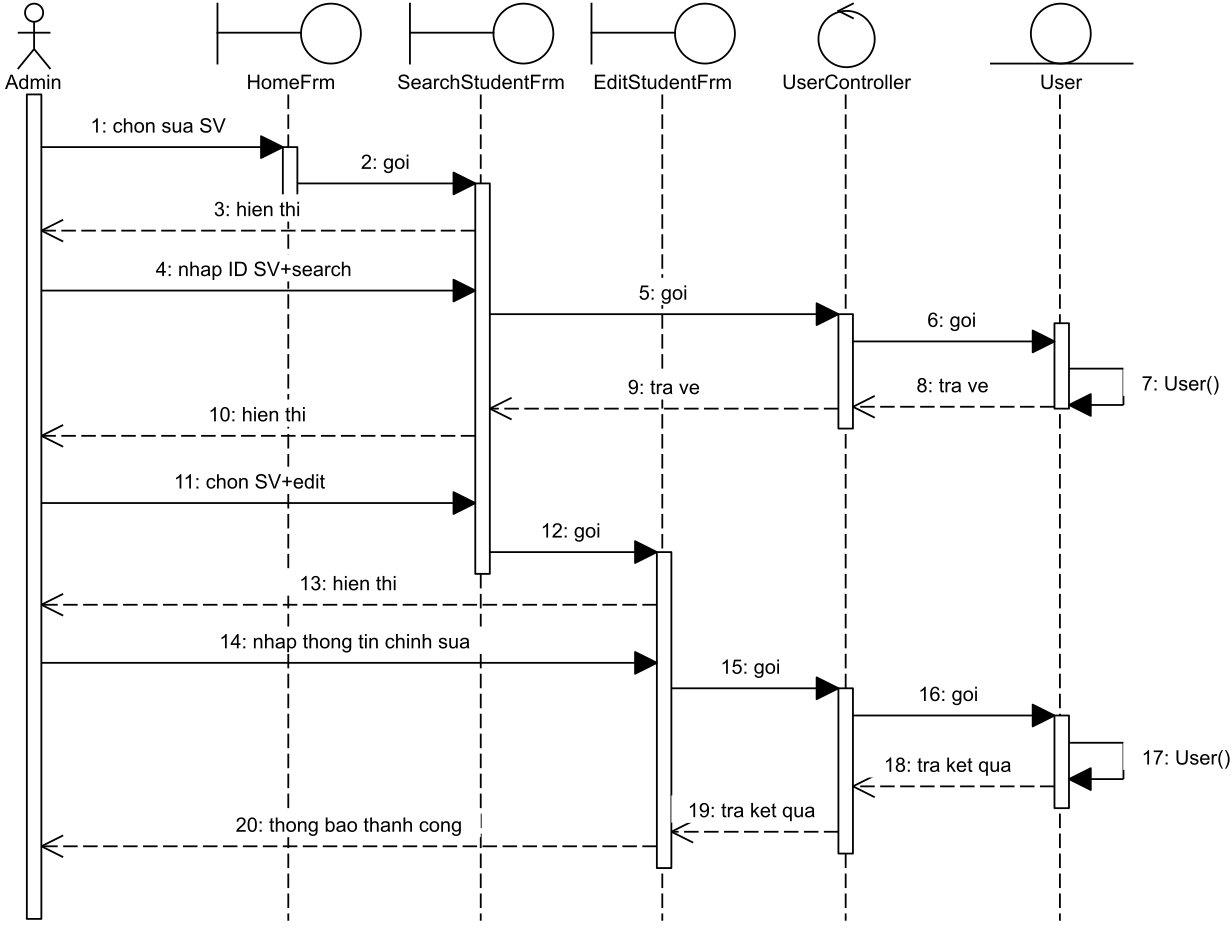 Admin
HomeFrm
SearchStudentFrm
EditStudentFrm
UserController
User
1: chon sua SV
2: goi
3: hien thi
4: nhap ID SV+search
5: goi
6: goi
7: User()
8: tra ve
9: tra ve
10: hien thi
11: chon SV+edit
12: goi
13: hien thi
14: nhap thong tin chinh sua
15: goi
16: goi
17: User()
18: tra ket qua
19: tra ket qua
20: thong bao thanh cong